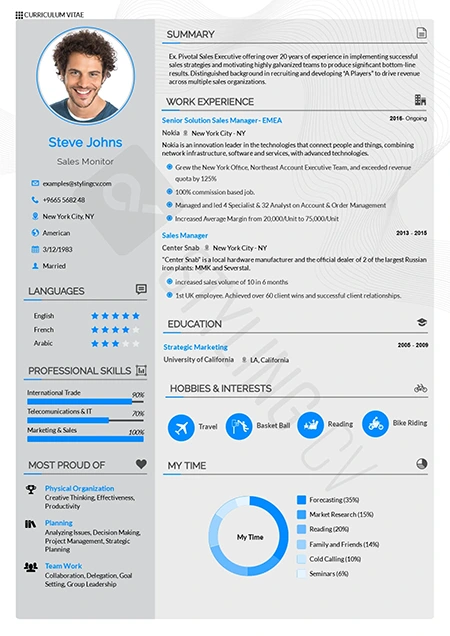 CURRICULUM VITAE
Steve Johns
Sales Monitor
examples@stylingcv.com
+9665 5682 48
New York City, NY
American
3/12/1983
Married
LANGUAGES
English
French
Arabic
PROFESSIONAL SKILLS
International Trade 90%
Telecomunications & IT 70%
Marketing & Sales 100%
MOST PROUD OF
Physical Organization
Creative Thinking, Effectiveness,
Productivity
Planning
Analyzing Issues, Decision Making,
Project Management, Strategic
Planning
Team Work
Collaboration, Delegation, Goal
Setting, Group Leadership
SUMMARY
Ex. Pivotal Sales Executive offering over 20 years of experience in implementing successful
sales strategies and motivating highly galvanized teams to produce significant bottom-line
results. Distinguished background in recruiting and developing "A Players" to drive revenue
across multiple sales organizations.
WORK EXPERIENCE
Senior Solution Sales Manager - EMEA 2016- Ongoing
Nokia New York City - NY
Nokia is an innovation leader in the technologies that connect people and things, combining
network infrastructure, software and services, with advanced technologies.
Grew the New York Office, Northeast Account Executive Team, and exceeded revenue
quota by 125%
100% commission based job.
Managed and led 4 Specialist & 32 Analyst on Account & Order Management
Increased Average Margin from 20,000/Unit to 75,000/Unit
Sales Manager 2013 - 2015
Center Snab New York City - NY
"Center Snab" is a local hardware manufacturer and the official dealer of 2 of the largest Russian
iron plants: MMK and Severstal.
increased sales volume of 10 in 6 months
1st UK employee. Achieved over 60 client wins and successful client relationships.
EDUCATION
Strategic Marketing 2005 - 2009
University of California LA, California
HOBBIES & INTERESTS
Travel
Basket Ball
Reading
Bike Riding
MY TIME
My Time
Forecasting (35%)
Market Research (15%)
Reading (20%)
Family and Friends (14%)
Cold Calling (10%)
Seminars (6%)
STYLINGCV